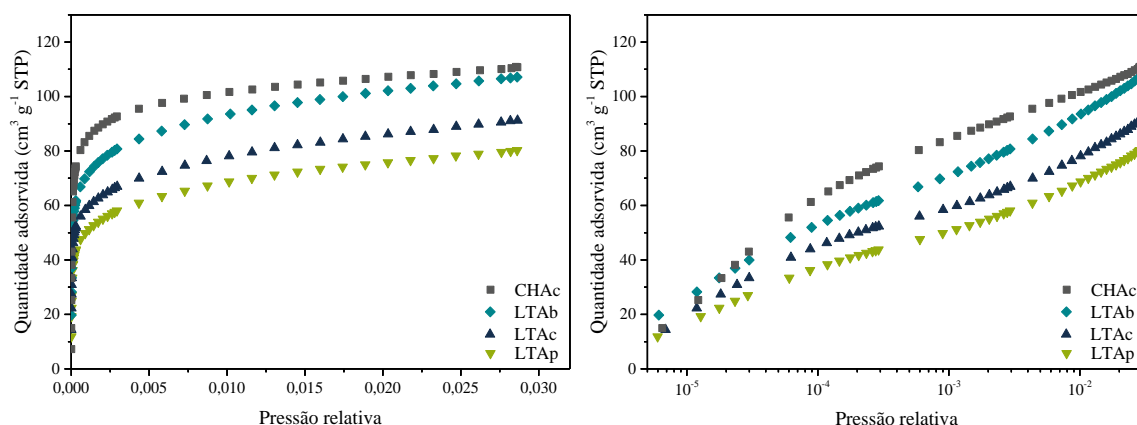 Quantidade adsorvida (cm³ g⁻¹ STP)
120
100
80
60
40
20
0
0,000
0,005
0,010
0,015
0,020
0,025
0,030
Pressão relativa
CHAc
LTAb
LTAc
LTAp
Quantidade adsorvida (cm³ g⁻¹ STP)
120
100
80
60
40
20
0
10⁻⁵
10⁻⁴
10⁻³
10⁻²
Pressão relativa
CHAc
LTAb
LTAc
LTAp